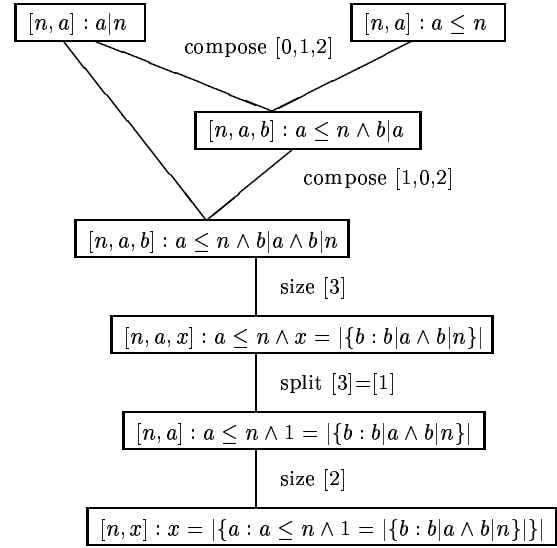 [n, a] : a|n
[n, a] : a ≤ n
compose [0,1,2]
[n, a, b] : a ≤ n ∧ b|a
compose [1,0,2]
[n, a, b] : a ≤ n ∧ b|a ∧ b|n
size [3]
[n, a, x] : a ≤ n ∧ x = |{b : b|a ∧ b|n}|
split [3]=[1]
[n, a] : a ≤ n ∧ 1 = |{b : b|a ∧ b|n}|
size [2]
[n, x] : x = |{a : a ≤ n ∧ 1 = |{b : b|a ∧ b|n}|}|